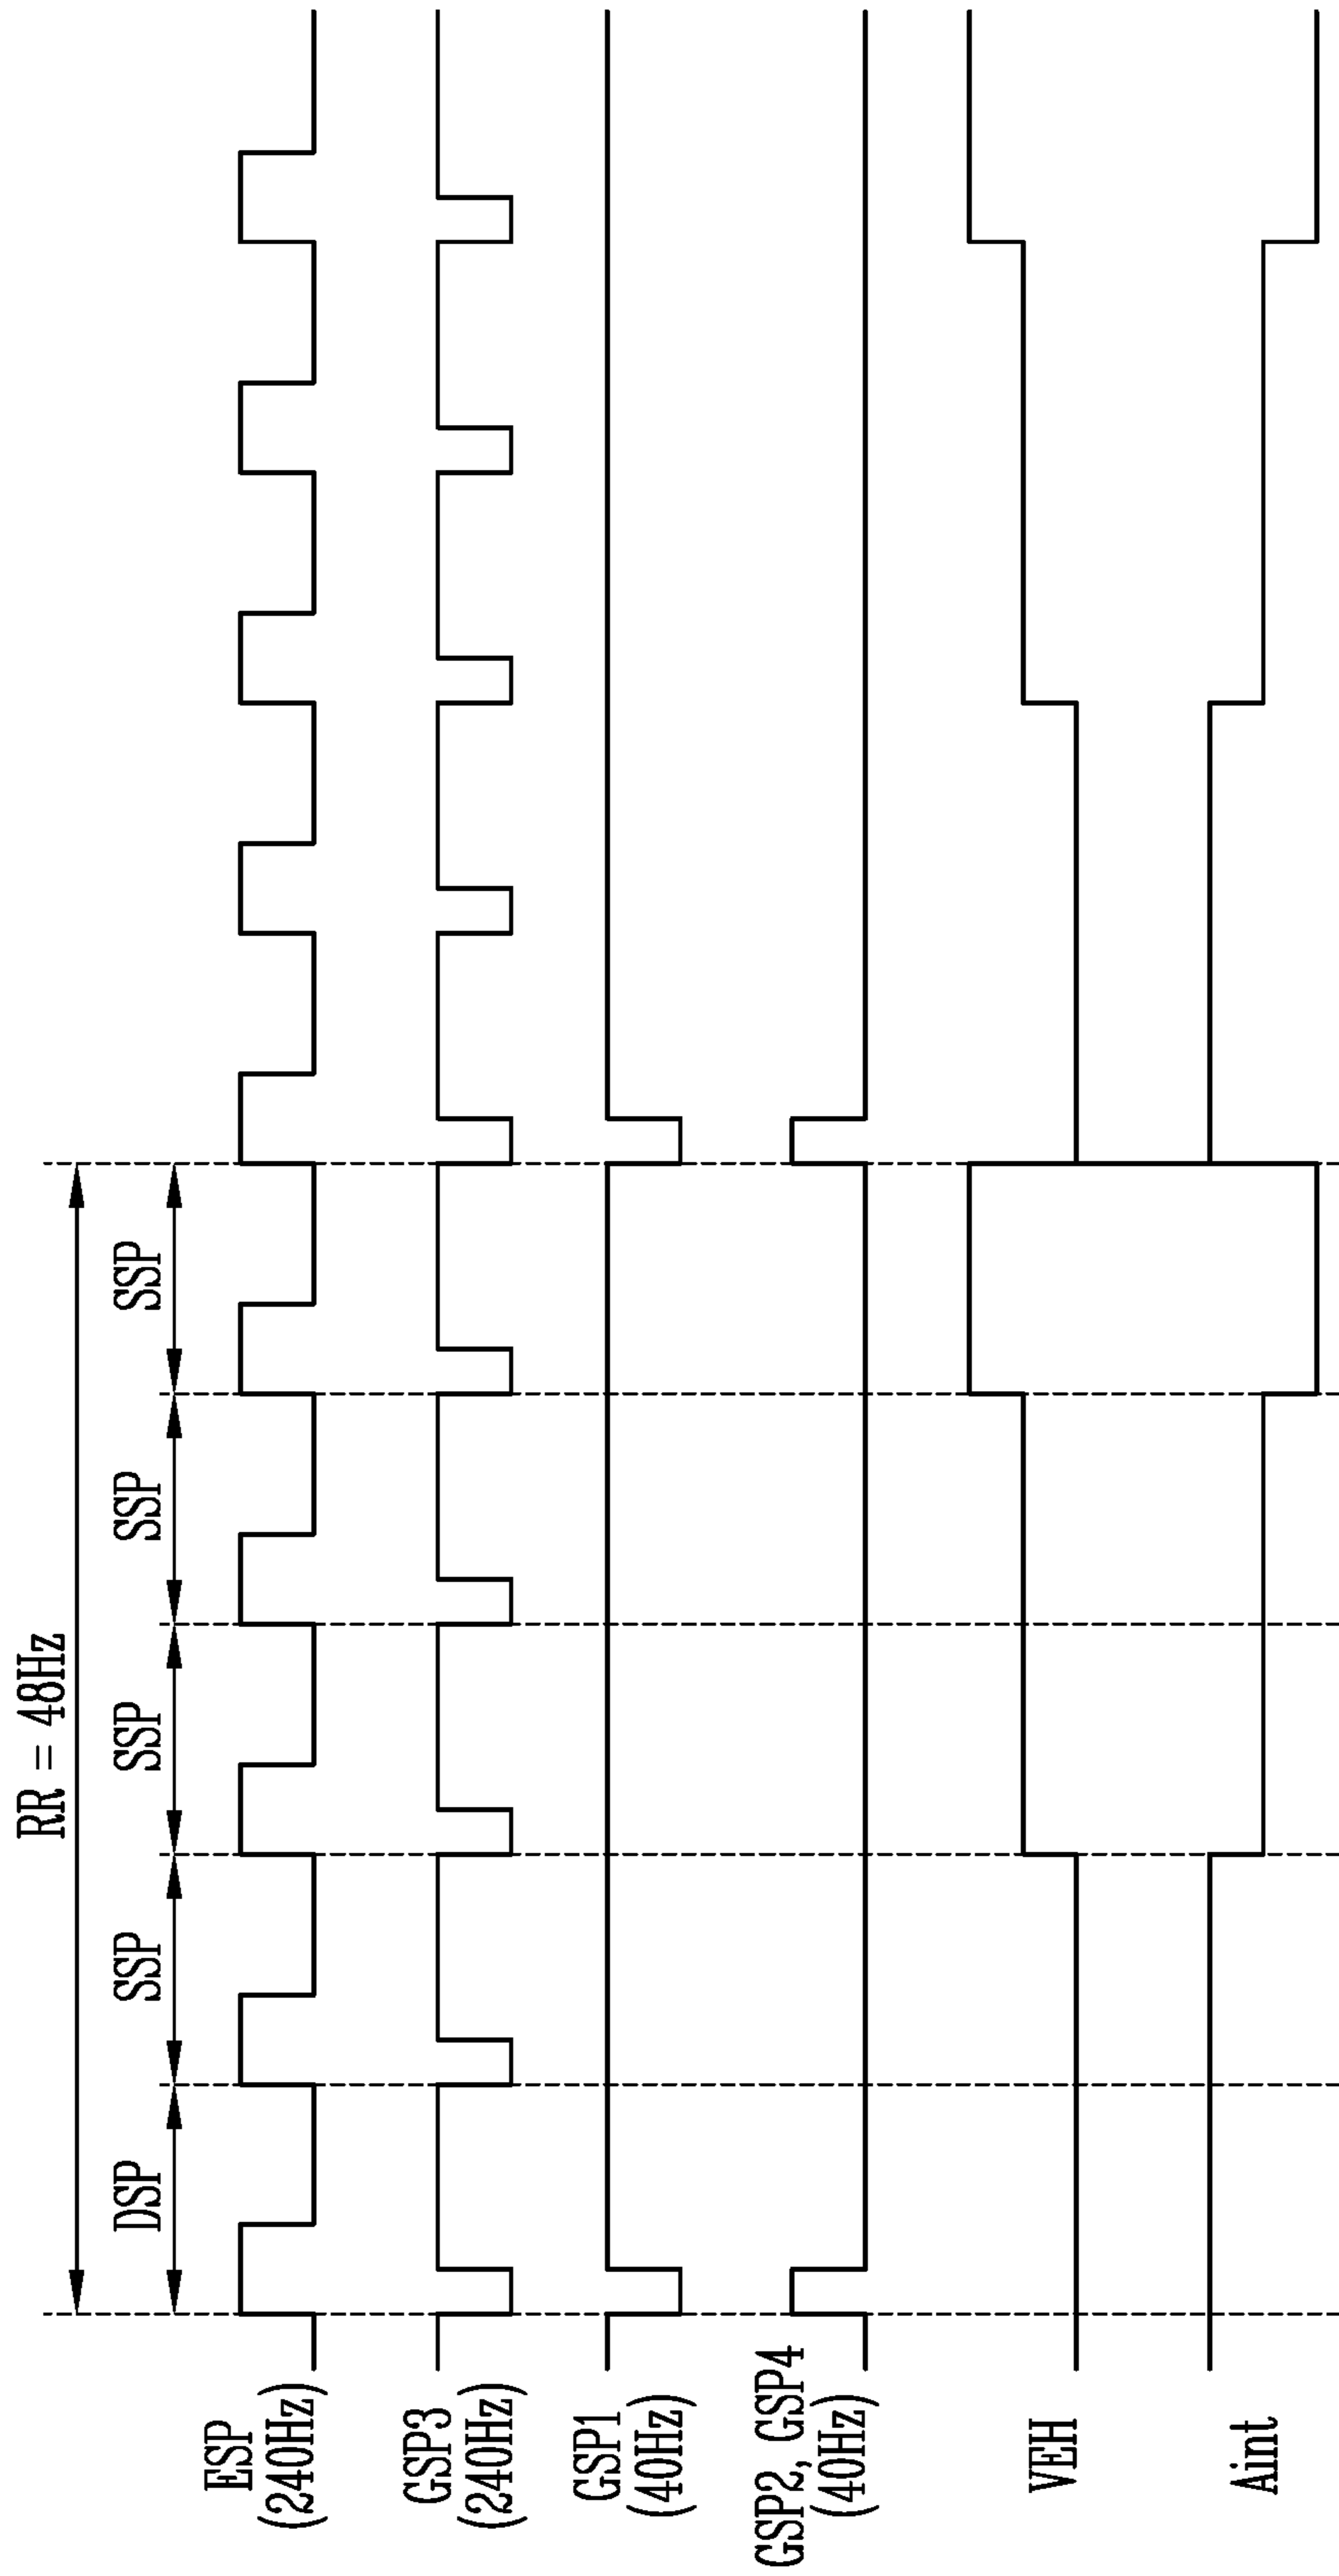 RR = 48Hz
DSP
SSP
SSP
SSP
SSP
ESP
(240Hz)
GSP3
(240Hz)
GSP1
(40Hz)
GSP2, GSP4
(40Hz)
VEH
Aint